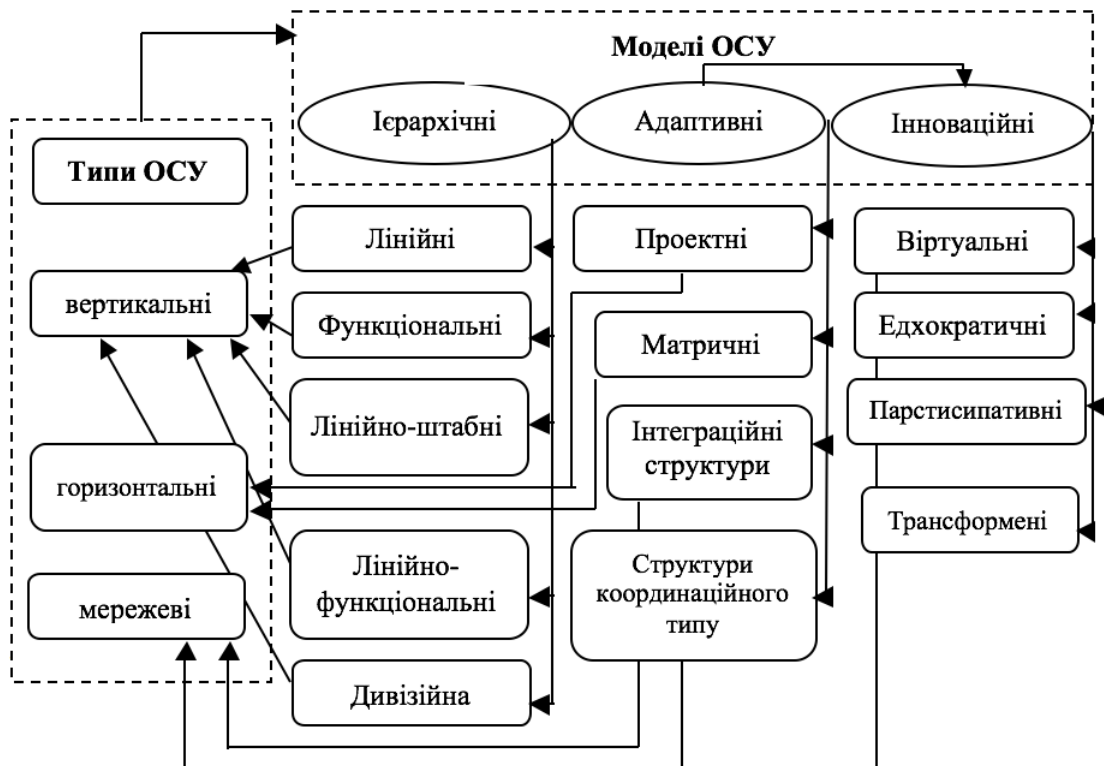 Моделі ОСУ
Ієрархічні
Адаптивні
Інноваційні
Типи ОСУ
вертикальні
горизонтальні
мережеві
Лінійні
Функціональні
Лінійно-штабні
Лінійно-
функціональні
Дивізійна
Проектні
Матричні
Інтеграційні
структури
Структури
координаційного
типу
Віртуальні
Едхократичні
Парстисипативні
Трансформені